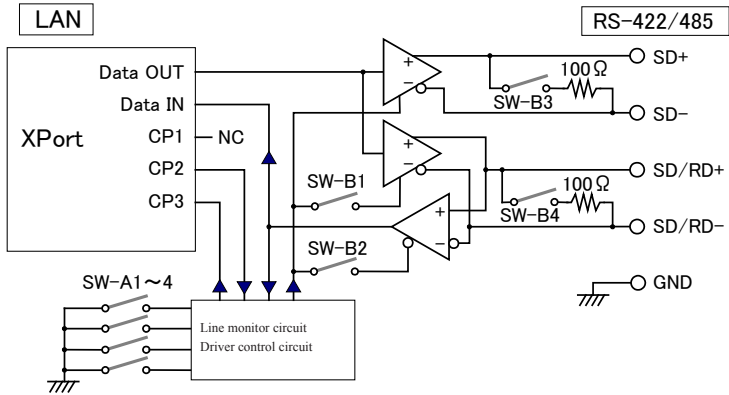 LAN
RS-422/485
XPort
Data OUT
Data IN
CP1
NC
CP2
CP3
+
−
SW-B3
100Ω
SD+
SD-
SW-B1
+
−
SW-B2
+
−
SW-B4
100Ω
SD/RD+
SD/RD-
GND
SW-A1～4
Line monitor circuit
Driver control circuit